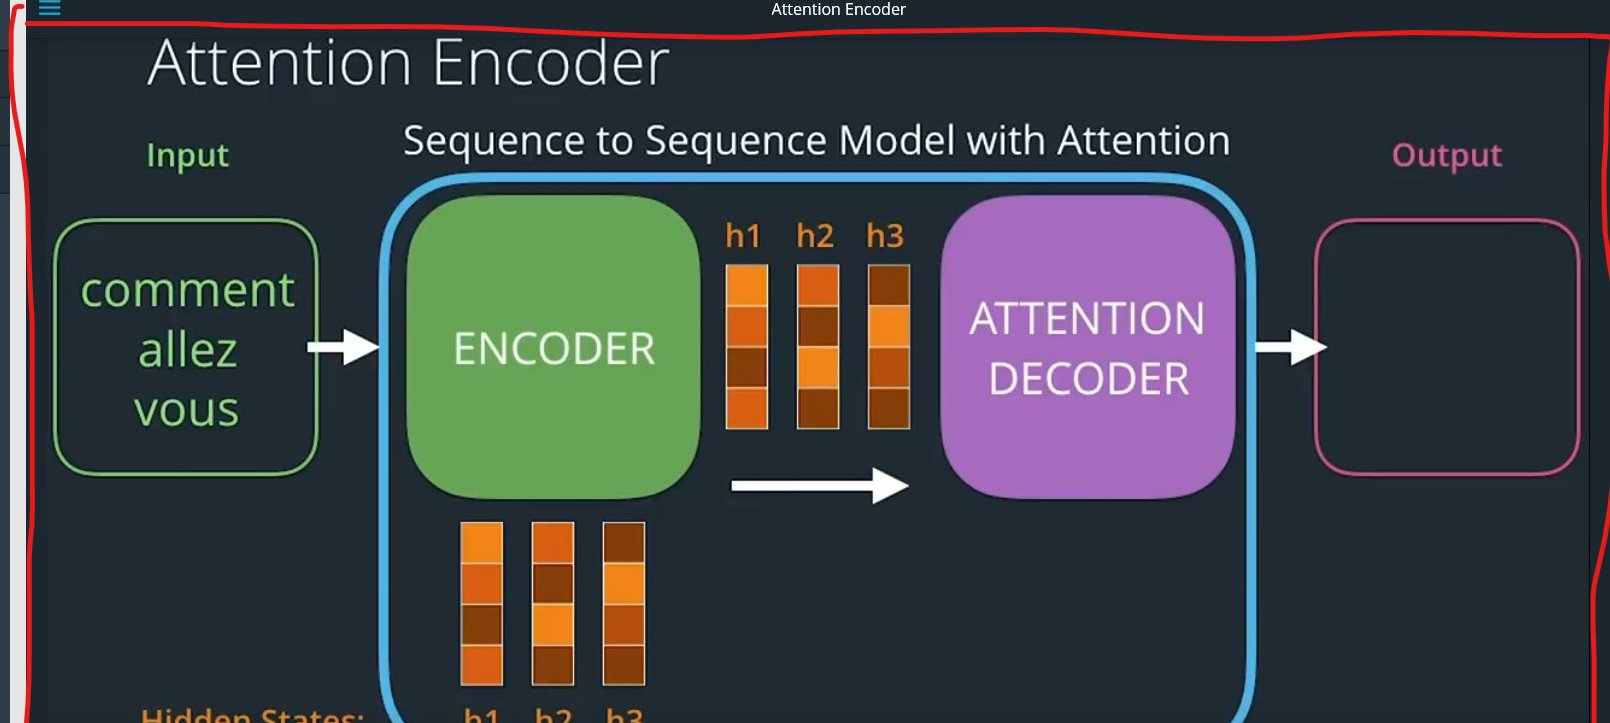 Attention Encoder
Attention Encoder
Sequence to Sequence Model with Attention
Input
Output
comment
allez
vous
ENCODER
h1 h2 h3
ATTENTION
DECODER
Hidden States: h1 h2 h3